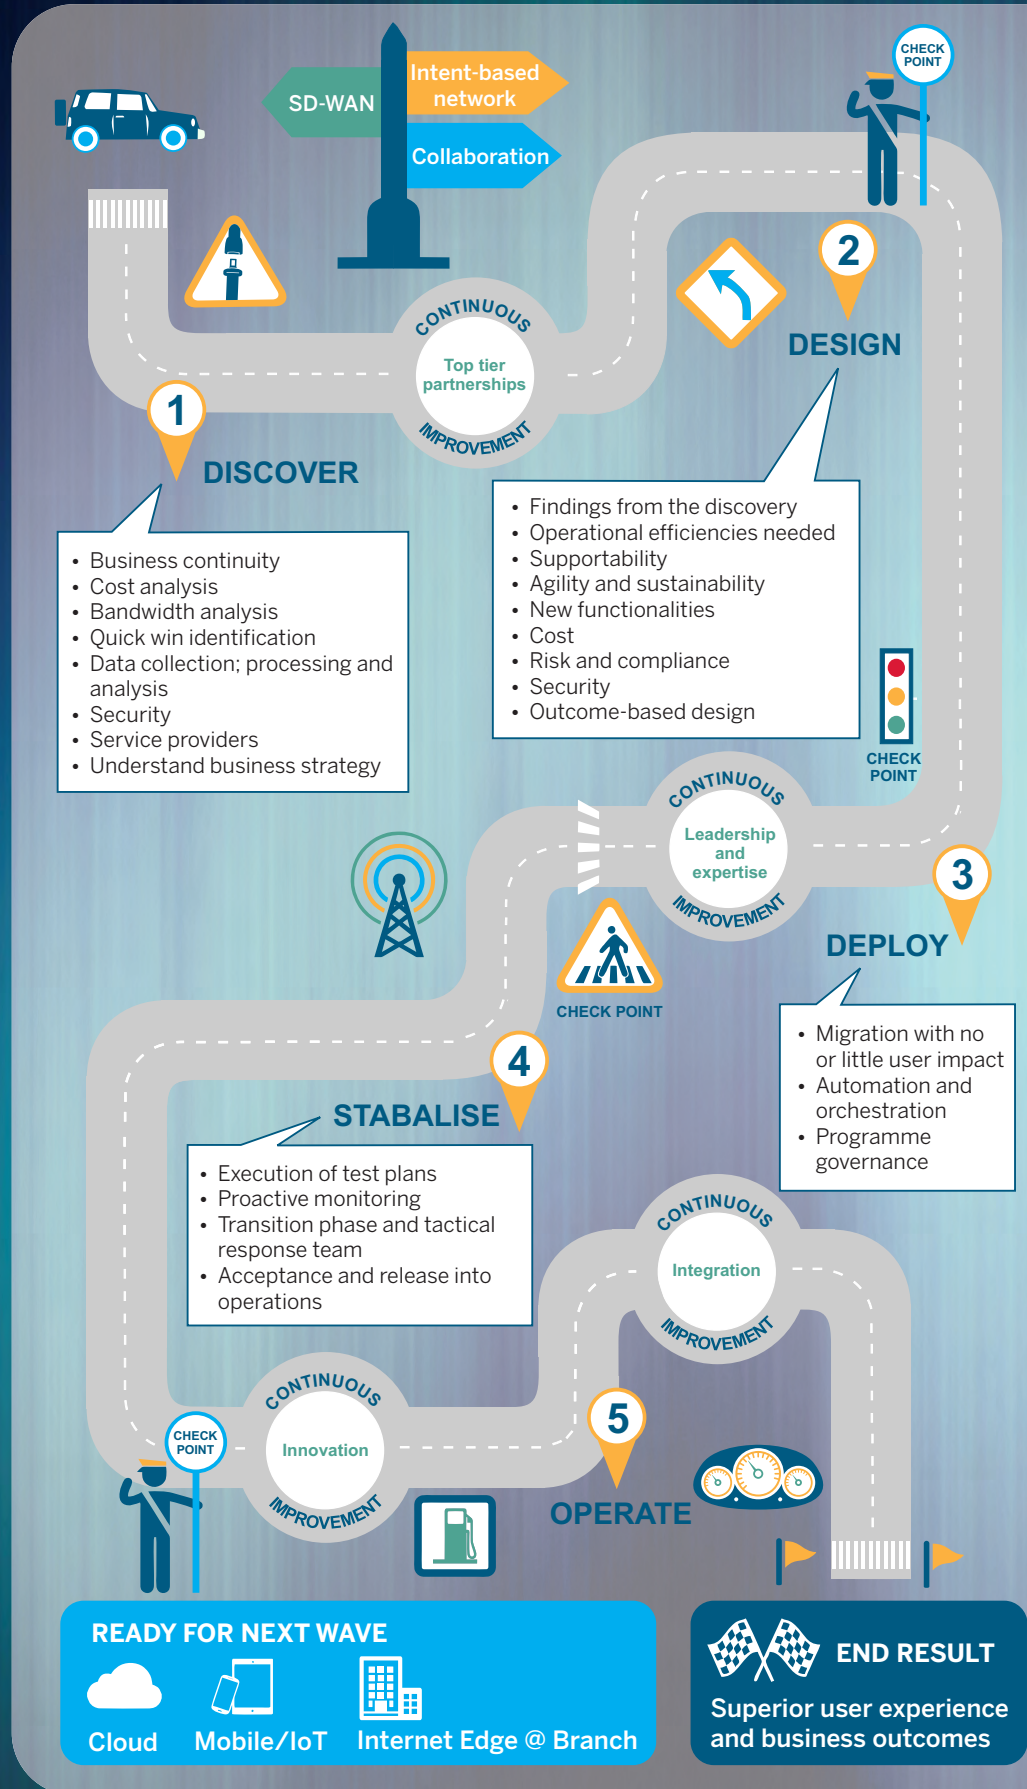 SD-WAN
Intent-based
network
Collaboration
CHECK
POINT
CONTINUOUS
Top tier
partnerships
IMPROVEMENT
1
DISCOVER
• Business continuity
• Cost analysis
• Bandwidth analysis
• Quick win identification
• Data collection; processing and
analysis
• Security
• Service providers
• Understand business strategy
2
DESIGN
• Findings from the discovery
• Operational efficiencies needed
• Supportability
• Agility and sustainability
• New functionalities
• Cost
• Risk and compliance
• Security
• Outcome-based design
CHECK
POINT
CONTINUOUS
Leadership
and
expertise
IMPROVEMENT
3
DEPLOY
• Migration with no
or little user impact
• Automation and
orchestration
• Programme
governance
CHECK POINT
4
STABALISE
• Execution of test plans
• Proactive monitoring
• Transition phase and tactical
response team
• Acceptance and release into
operations
CONTINUOUS
Integration
IMPROVEMENT
CHECK
POINT
CONTINUOUS
Innovation
IMPROVEMENT
5
OPERATE
READY FOR NEXT WAVE
Cloud
Mobile/IoT
Internet Edge @ Branch
END RESULT
Superior user experience
and business outcomes